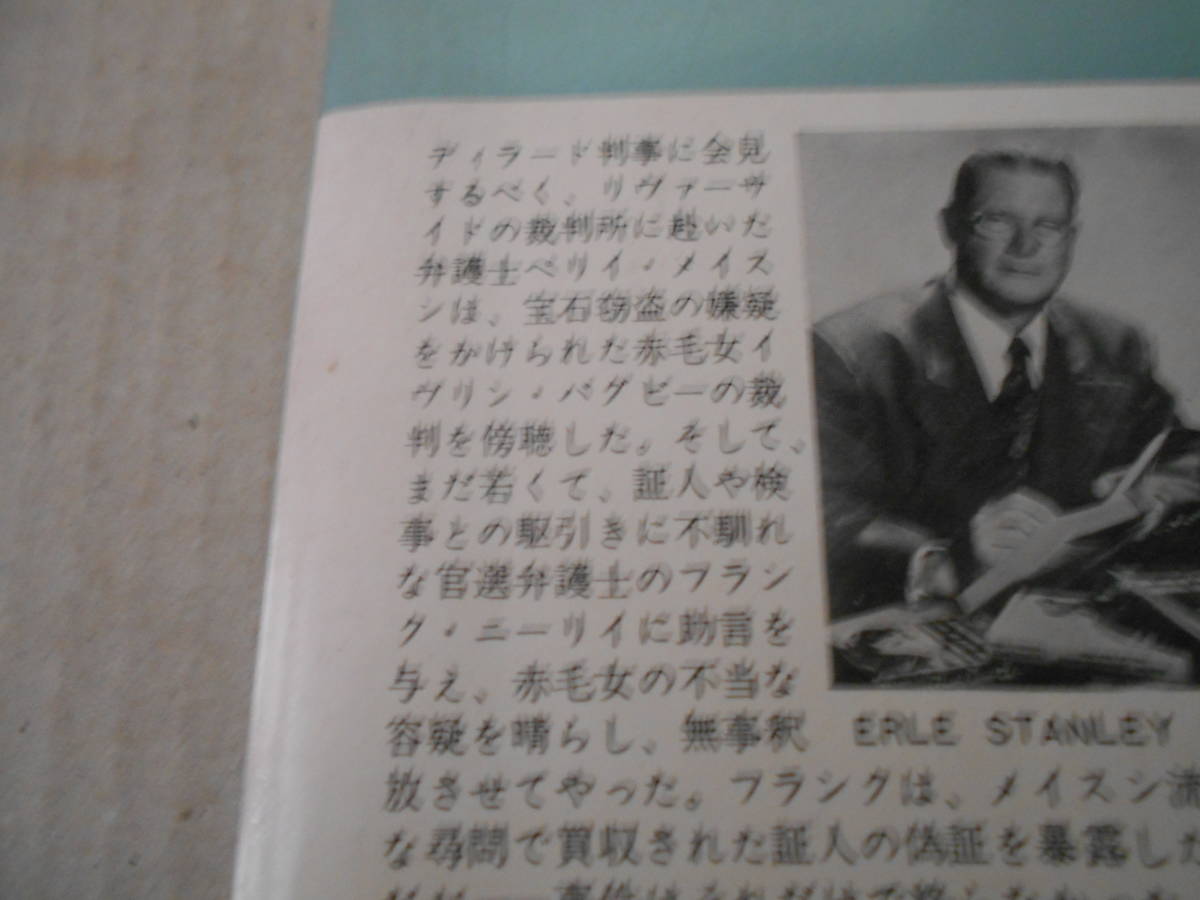 ディラード判事に会見
するべく、リヴァーサ
イドの裁判所に赴いた
弁護士ペリイ・メイス
ンは、宝石窃盗の嫌疑
をかけられた赤毛女イ
ヴリン・バグビーの裁
判を傍聴した。そして、
まだ若くて、証人や検
事との駆引きに不馴れ
な官選弁護士のフラン
ク・ニーリイに助言を
与え、赤毛女の不当な
容疑を晴らし、無事釈
放させてやった。フランクは、メイスン
な尋問で買収された証人の偽証を暴露した
ERLE STANLEY